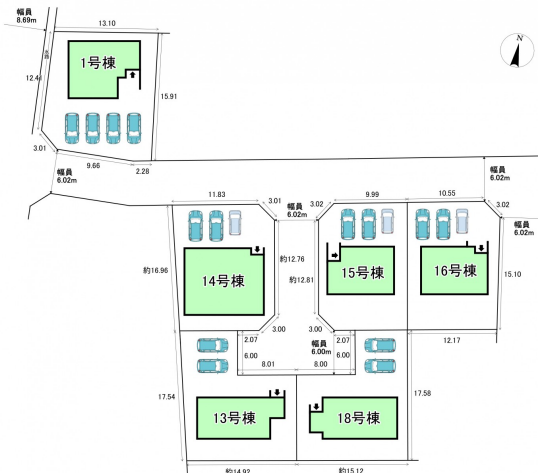 幅員
8.69m
13.10
N
1号棟
12.4
15.91
3.01
9.66
2.28
幅員
6.02m
幅員
6.02m
11.83
3.01
幅員
6.02m
3.02
9.99
10.55
3.02
幅員
6.02m
約16.96
14号棟
約12.76
約12.81
15号棟
16号棟
15.10
3.00
3.00
2.07
6.00
8.01
幅員
6.00m
8.00
2.07
6.00
12.17
17.54
13号棟
18号棟
17.58
約14.92
約15.12